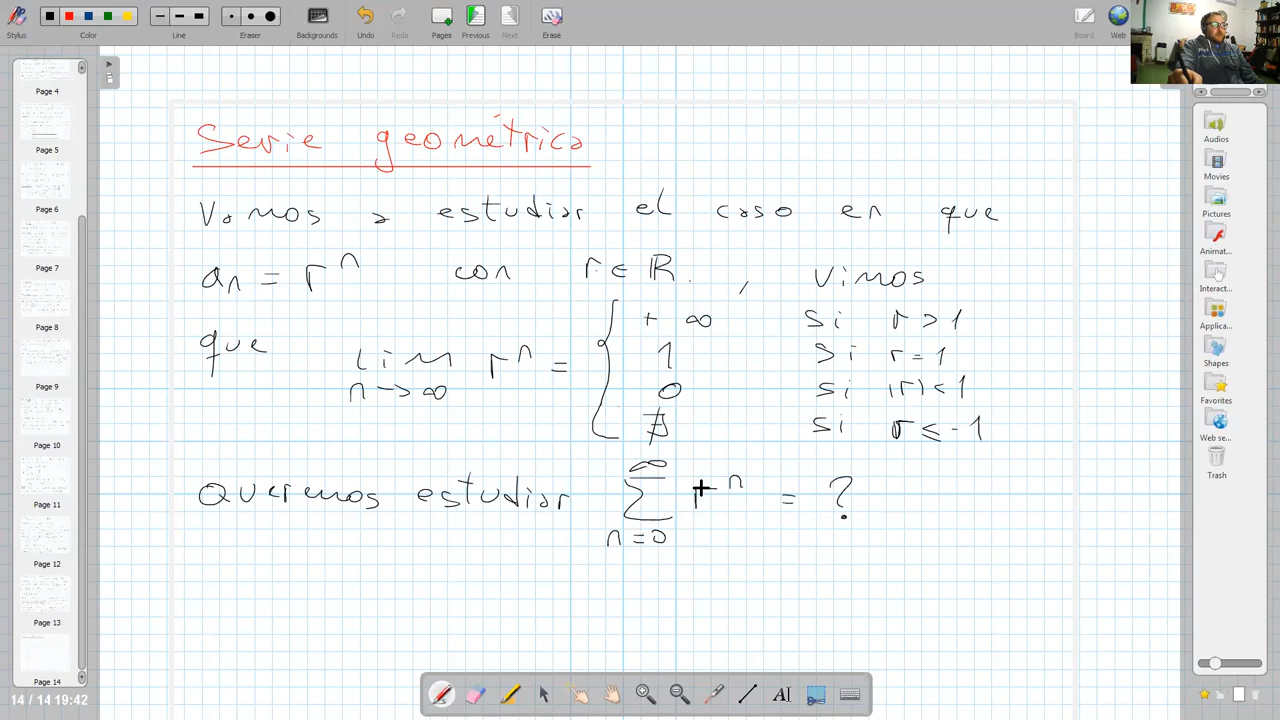 Stylus Color Line Eraser Backgrounds Undo Redo Pages Previous Next Erase Board Web
Page 4
Page 5
Page 6
Page 7
Page 8
Page 9
Page 10
Page 11
Page 12
Page 13
Page 14
14 / 14 19:42
Serie geométrica
Vamos a estudiar el caso en que
aₙ = rⁿ con r ∈ ℝ. , vimos
que lim rⁿ = { + ∞ si r > 1
n → ∞
1 si r = 1
0 si |r| < 1
∄ si r ≤ -1
Queremos estudiar ∑ rⁿ = ?
∞
n = 0
AI
Audios
Movies
Pictures
Animat...
Interact...
Applica...
Shapes
Favorites
Web se...
Trash